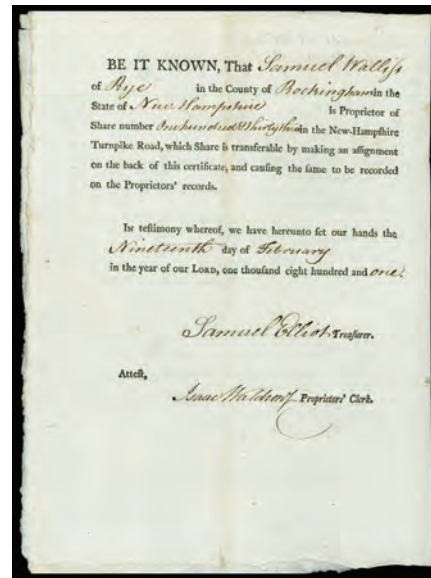 BE IT KNOWN, That Samuel Walliſs
of Rye in the County of Rockingham in the
State of New Hampshire is Proprietor of
Share number One hundred & thirty three in the New-Hampſhire
Turnpike Road, which Share is transferable by making an aſſignment
on the back of this certificate, and cauſing the ſame to be recorded
on the Proprietors' records.
In teſtimony whereof, we have hereunto ſet our hands the
Nineteenth day of February
in the year of our LORD, one thouſand eight hundred and one.
Samuel Elliot Treaſurer.
Atteſt,
Isaac Waldron Proprietors' Clerk.